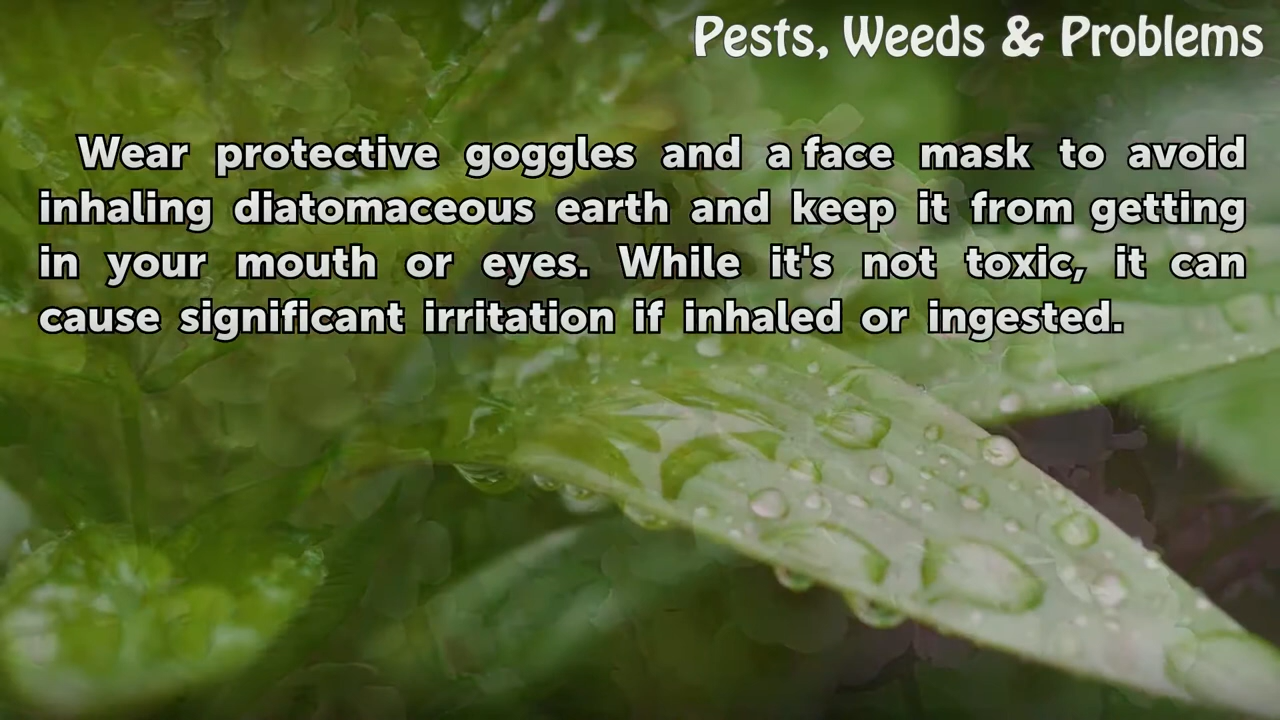 Pests, Weeds & Problems
Wear protective goggles and a face mask to avoid
inhaling diatomaceous earth and keep it from getting
in your mouth or eyes. While it's not toxic, it can
cause significant irritation if inhaled or ingested.